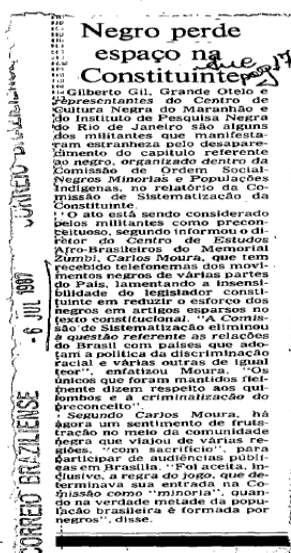 Negro perde
espaço na
Constituinte
Gilberto Gil, Grande Otelo e
representantes do Centro de
Cultura Negra do Maranhão e
do Instituto de Pesquisa Negra
do Rio de Janeiro são alguns
dos militantes que manifesta-
ram estranheza pelo desapare-
cimento do capítulo referente
ao negro organizado dentro da
Comissão de Ordem Social-
Negros Minorias e Populações
Indígenas, no relatório da Co-
missão de Sistematização da
Constituinte.
"O ato está sendo considerado
pelos militantes como precon-
ceituoso, segundo informou o di-
retor do Centro de Estudos
Afro-Brasileiros do Memorial
Zumbi, Carlos Moura, que tem
recebido telefonemas dos movi-
mentos negros de várias partes
do País, lamentando a insensi-
bilidade do legislador consti-
tuinte em reduzir o esforço dos
negros em artigos esparsos no
texto constitucional. "A Comis-
são de Sistematização eliminou
a questão referente as relações
do Brasil com países que ado-
tam a política da discriminação
racial e várias outras de igual
teor", enfatizou Moura. "Os
únicos que foram mantidos fiel-
mente dizem respeito aos qui-
lombos e à criminalização do
preconceito".
Segundo Carlos Moura, há
agora um sentimento de frus-
tração no meio da comunidade
negra que viajou de várias re-
giões, "com sacrifício", para
participar de audiências públi-
cas em Brasília. "Foi aceita, in-
clusive, a regra do jogo, que de-
terminava sua entrada na Co-
missão como "minoria", quan-
do na verdade metade da popu-
lação brasileira é formada por
negros", disse.
CORREIO BRAZILIENSE
- 6 JUL 1987